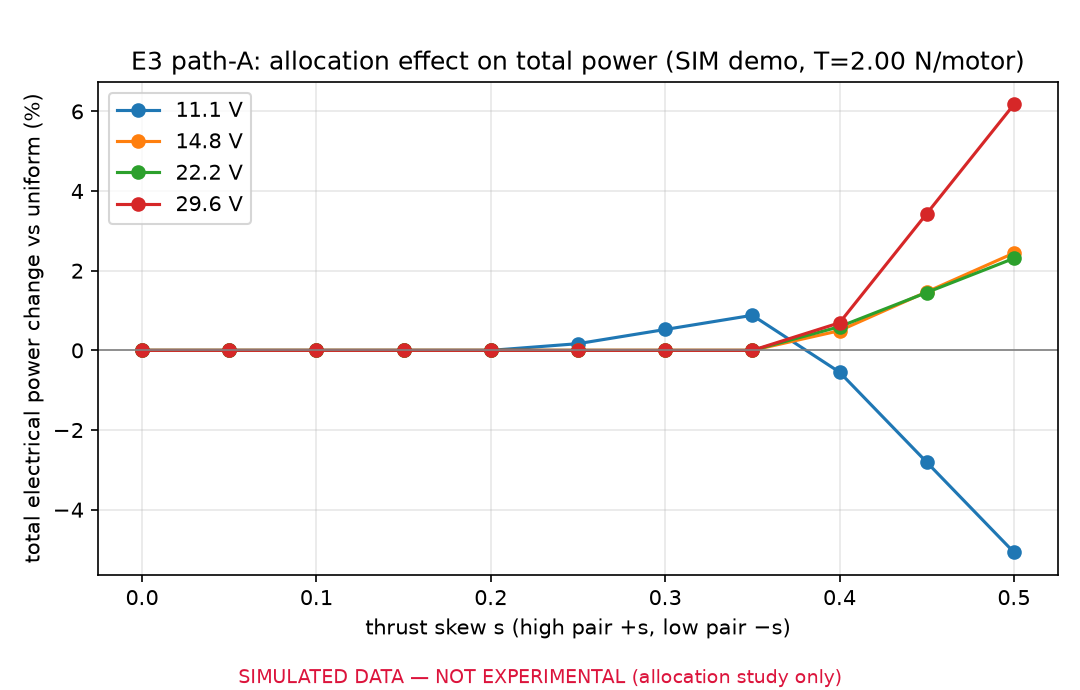 E3 path-A: allocation effect on total power (SIM demo, T=2.00 N/motor)
total electrical power change vs uniform (%)
11.1 V
14.8 V
22.2 V
29.6 V
6
4
2
0
−2
−4
0.0 0.1 0.2 0.3 0.4 0.5
thrust skew s (high pair +s, low pair −s)
SIMULATED DATA — NOT EXPERIMENTAL (allocation study only)